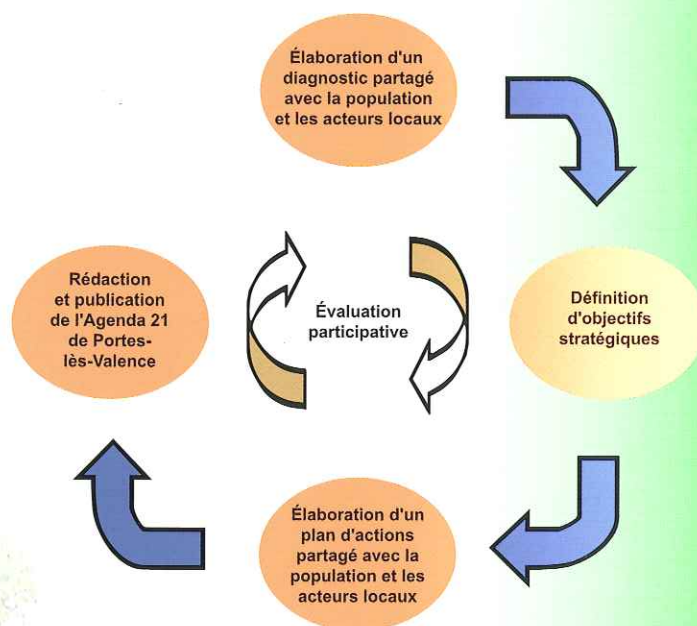 Élaboration d'un
diagnostic partagé
avec la population
et les acteurs locaux
Rédaction
et publication
de l'Agenda 21
de Portes-
lès-Valence
Évaluation
participative
Définition
d'objectifs
stratégiques
Élaboration d'un
plan d'actions
partagé avec la
population et les
acteurs locaux